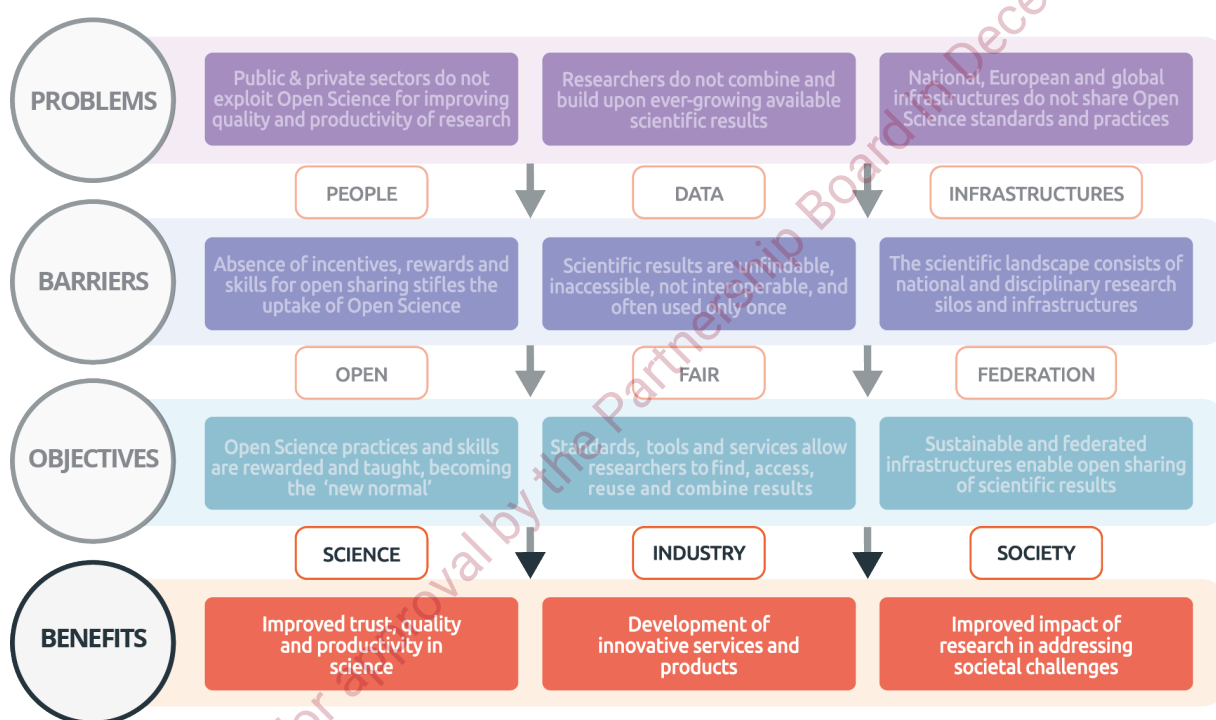 PROBLEMS
Public & private sectors do not
exploit Open Science for improving
quality and productivity of research
Researchers do not combine and
build upon ever-growing available
scientific results
National, European and global
infrastructures do not share Open
Science standards and practices
PEOPLE
DATA
INFRASTRUCTURES
BARRIERS
Absence of incentives, rewards and
skills for open sharing stifles the
uptake of Open Science
Scientific results are unfindable,
inaccessible, not interoperable, and
often used only once
The scientific landscape consists of
national and disciplinary research
silos and infrastructures
OPEN
FAIR
FEDERATION
OBJECTIVES
Open Science practices and skills
are rewarded and taught, becoming
the 'new normal'
Standards, tools and services allow
researchers to find, access,
reuse and combine results
Sustainable and federated
infrastructures enable open sharing
of scientific results
SCIENCE
INDUSTRY
SOCIETY
BENEFITS
Improved trust, quality
and productivity in
science
Development of
innovative services and
products
Improved impact of
research in addressing
societal challenges
for approval by the Partnership Board in Dece